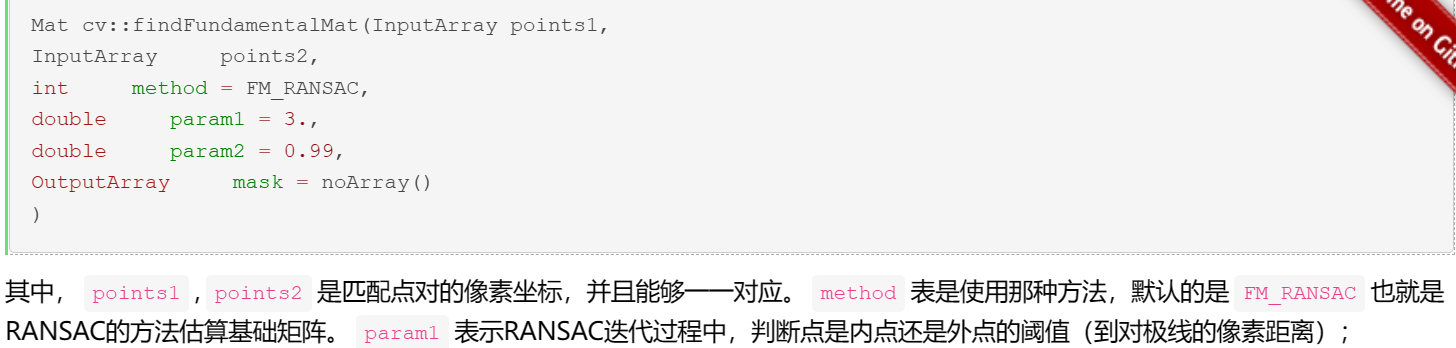 Mat cv::findFundamentalMat(InputArray points1,
InputArray     points2,
int     method = FM_RANSAC,
double     param1 = 3.,
double     param2 = 0.99,
OutputArray     mask = noArray()
)
其中， points1 , points2 是匹配点对的像素坐标，并且能够一一对应。 method 表是使用那种方法，默认的是 FM_RANSAC 也就是
RANSAC的方法估算基础矩阵。 param1 表示RANSAC迭代过程中，判断点是内点还是外点的阈值（到对极线的像素距离）；
me on Git